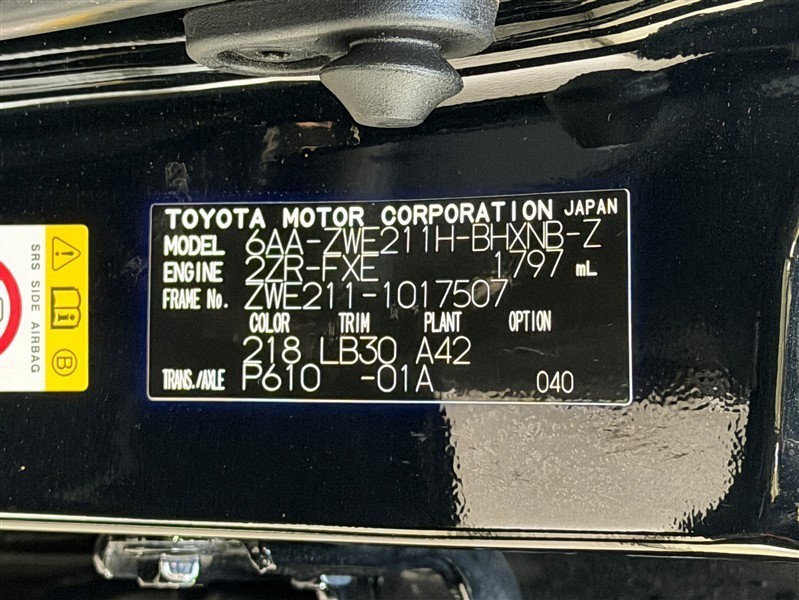 TOYOTA MOTOR CORPORATION JAPAN
MODEL 6AA-ZWE211H-BHXNB-Z
ENGINE 2ZR-FXE 1797 mL
FRAME No. ZWE211-1017507
COLOR TRIM PLANT OPTION
218 LB30 A42
TRANS./AXLE P610 -01A 040
SRS SIDE AIRBAG
B